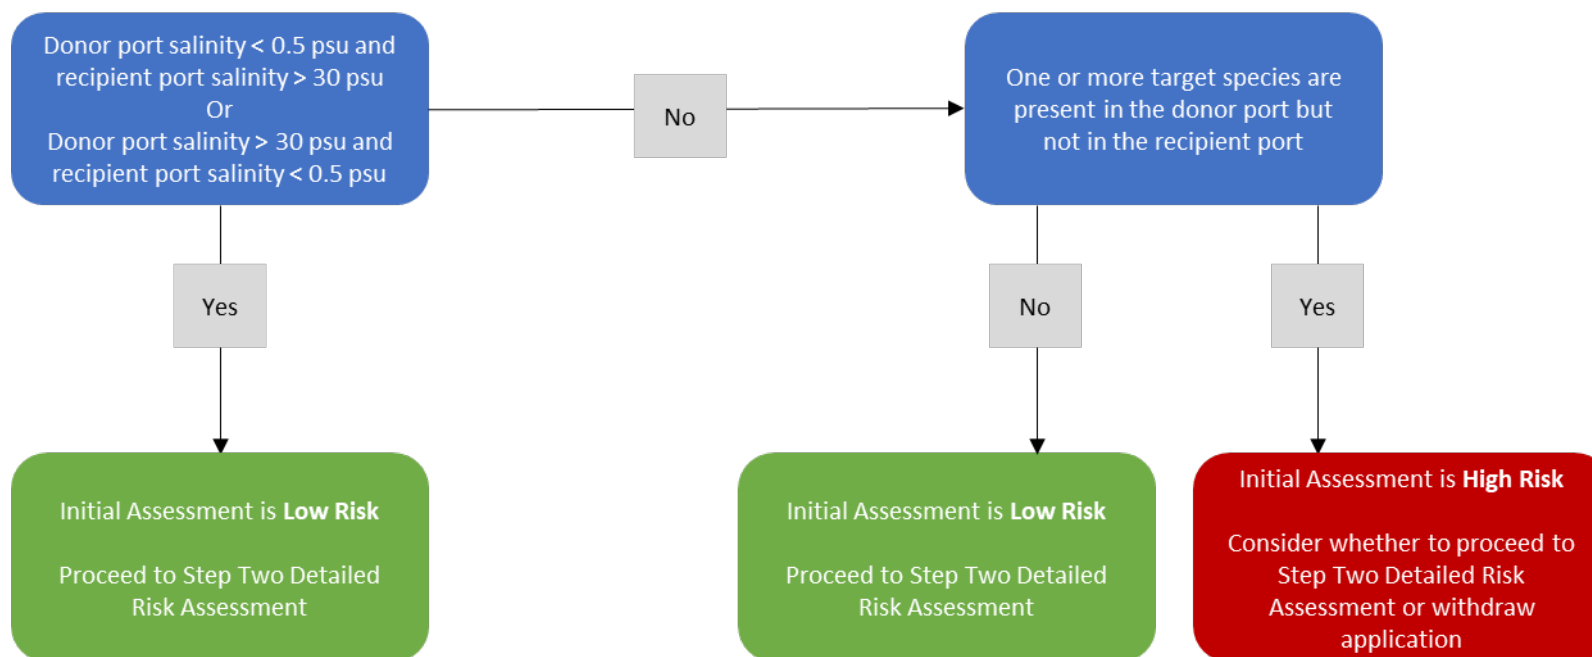 Donor port salinity < 0.5 psu and
recipient port salinity > 30 psu
Or
Donor port salinity > 30 psu and
recipient port salinity < 0.5 psu
No
One or more target species are
present in the donor port but
not in the recipient port
Yes
No
Yes
Initial Assessment is Low Risk
Proceed to Step Two Detailed
Risk Assessment
Initial Assessment is Low Risk
Proceed to Step Two Detailed
Risk Assessment
Initial Assessment is High Risk
Consider whether to proceed to
Step Two Detailed Risk
Assessment or withdraw
application